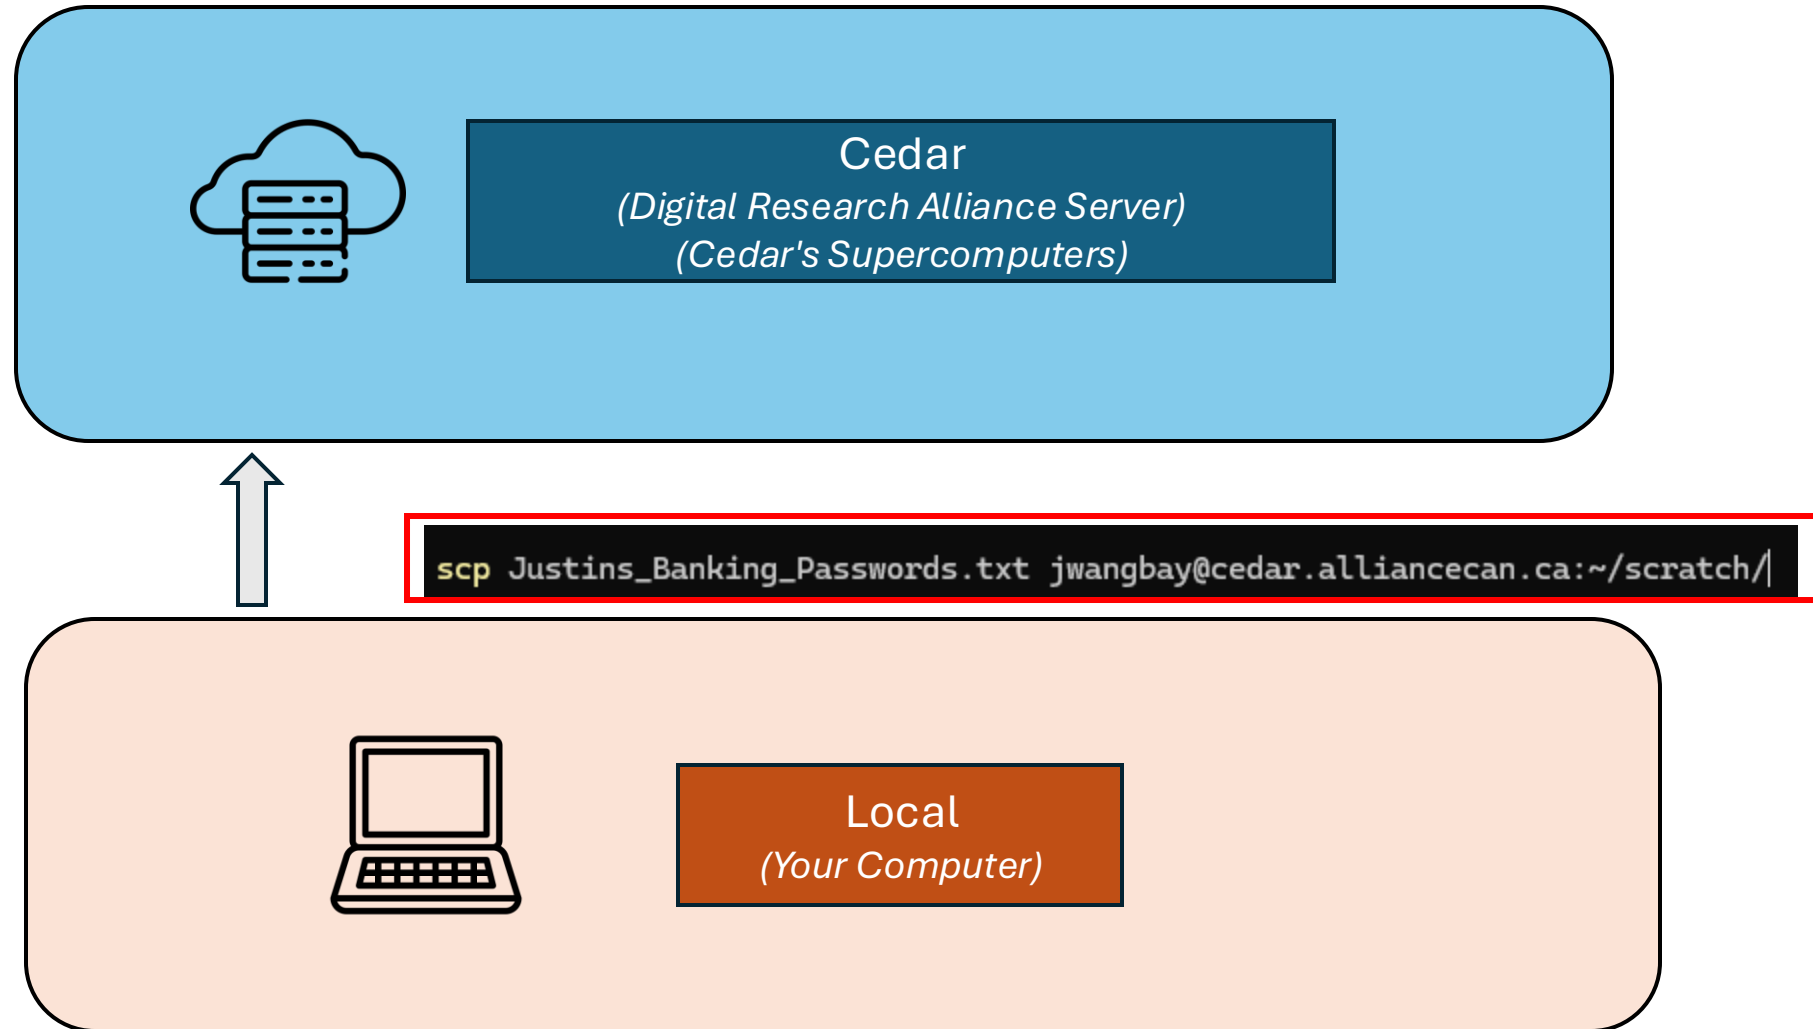 Cedar
(Digital Research Alliance Server)
(Cedar's Supercomputers)
scp Justins_Banking_Passwords.txt jwangbay@cedar.alliancecan.ca:~/scratch/
Local
(Your Computer)